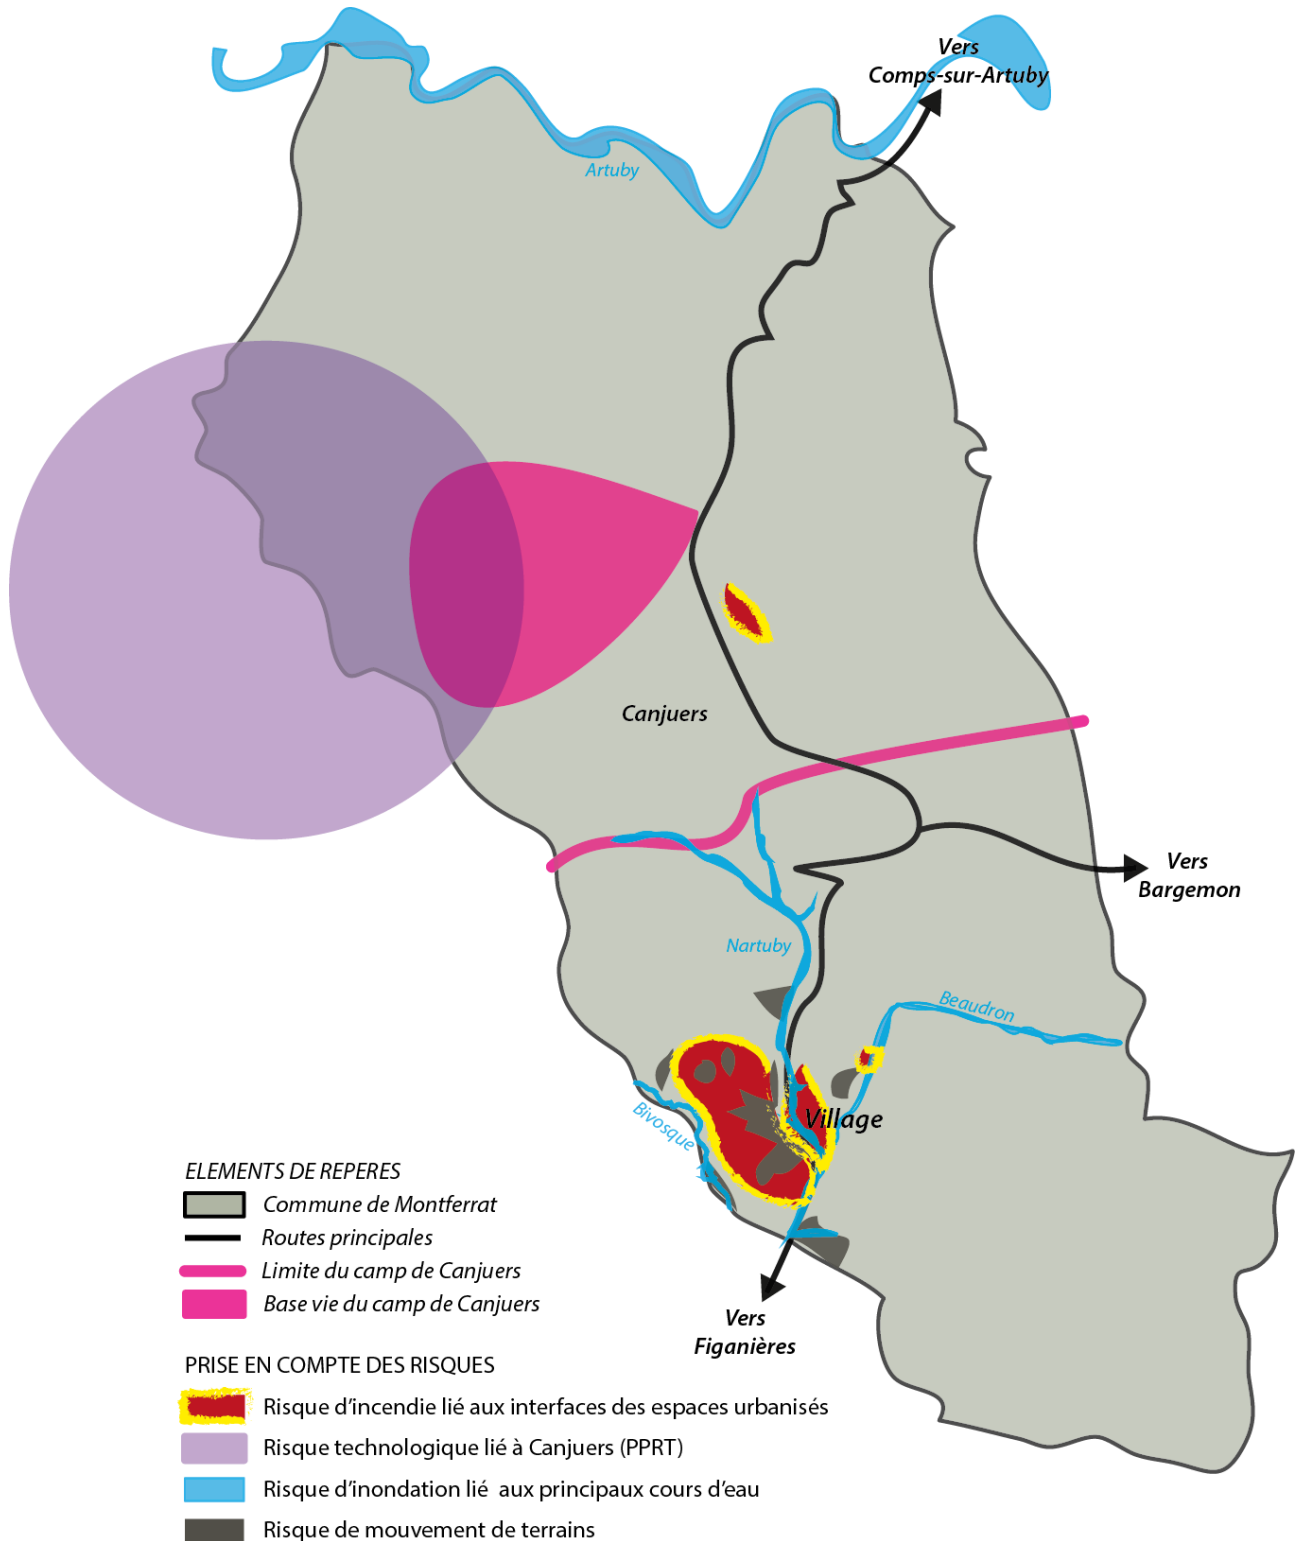 Vers
Comps-sur-Artuby
Artuby
Canjuers
Vers
Bargemon
Nartuby
Beaudron
Bivosque
Village
ELEMENTS DE REPERES
Commune de Montferrat
Routes principales
Limite du camp de Canjuers
Base vie du camp de Canjuers
Vers
Figanières
PRISE EN COMPTE DES RISQUES
Risque d’incendie lié aux interfaces des espaces urbanisés
Risque technologique lié à Canjuers (PPRT)
Risque d’inondation lié  aux principaux cours d’eau
Risque de mouvement de terrains